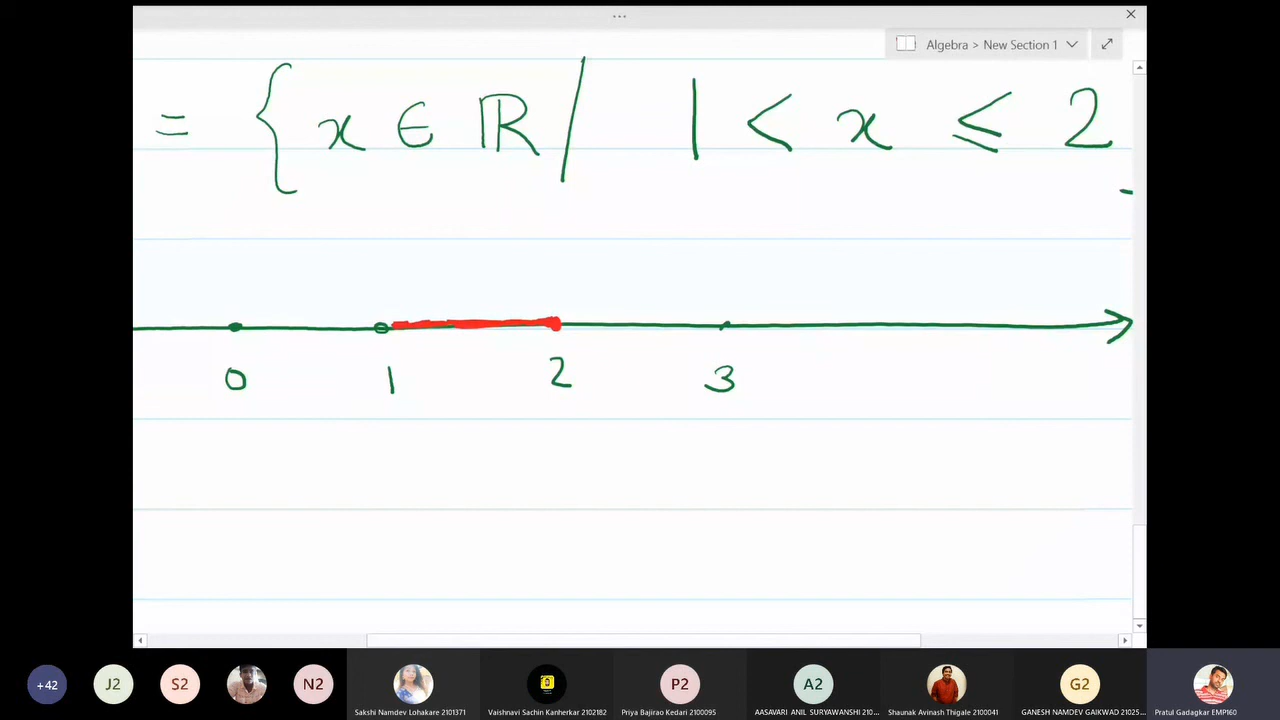 Algebra > New Section 1
= { x ∈ ℝ / 1 < x ≤ 2
0 1 2 3
+42 J2 S2 N2 P2 A2 G2
Sakshi Namdev Lohakare 2101371 Vaishnavi Sachin Kanherkar 2102182 Priya Bajirao Kedari 2100095 AASAVARI ANIL SURYAWANSHI 210... Shaunak Avinash Thigale 2100041 GANESH NAMDEV GAIKWAD 21025... Pratul Gadagkar EMP160